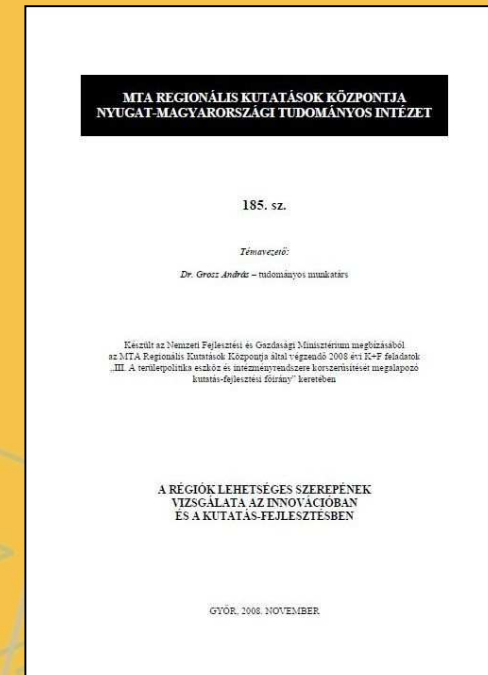 MTA REGIONÁLIS KUTATÁSOK KÖZPONTJA
NYUGAT-MAGYARORSZÁGI TUDOMÁNYOS INTÉZET
185. sz.
Témavezető:
Dr. Grosz András – tudományos munkatárs
Készült az Nemzeti Fejlesztési és Gazdasági Minisztérium megbízásából
az MTA Regionális Kutatások Központja által végzendő 2008 évi K+F feladatok
„III. A területpolitika eszköz és intézményrendszere korszerűsítését megalapozó
kutatás-fejlesztési főirány” keretében
A RÉGIÓK LEHETSÉGES SZEREPÉNEK
VIZSGÁLATA AZ INNOVÁCIÓBAN
ÉS A KUTATÁS-FEJLESZTÉSBEN
GYŐR, 2008. NOVEMBER